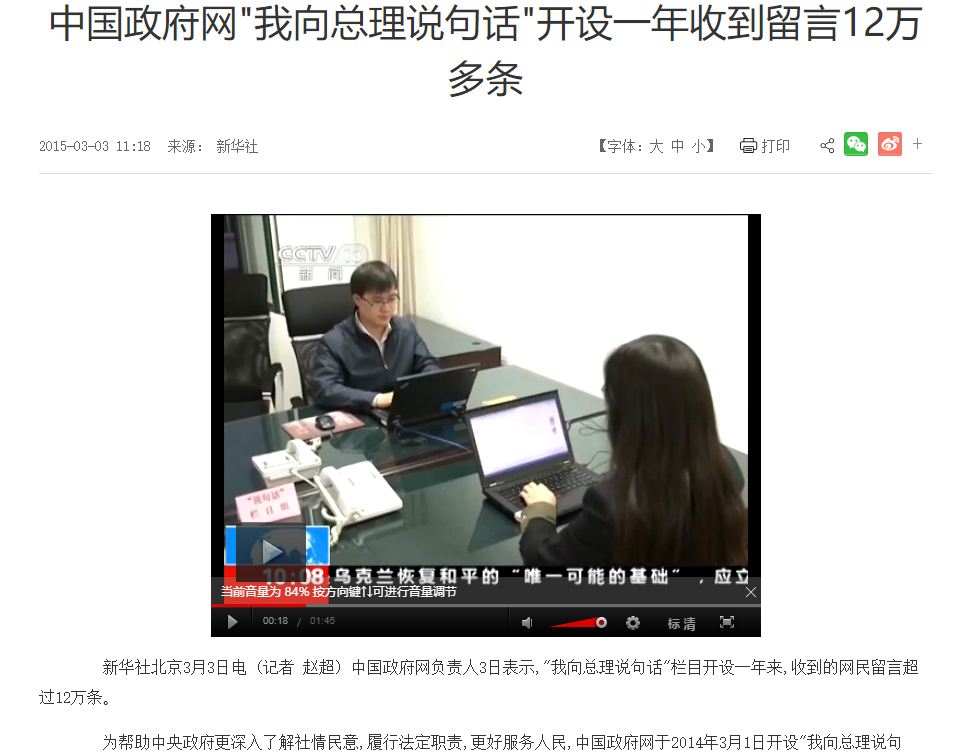 中国政府网"我向总理说句话"开设一年收到留言12万
多条
2015-03-03 11:18 来源： 新华社
【字体：大 中 小】 打印 +
CCTV 13
新闻
"说句话"
栏目组
10:08 乌克兰恢复和平的“唯一可能的基础”，应立
当前音量为 84% 按方向键↑↓可进行音量调节
00:18 / 01:45 标清
新华社北京3月3日电（记者 赵超）中国政府网负责人3日表示,"我向总理说句话"栏目开设一年来,收到的网民留言超
过12万条。
为帮助中央政府更深入了解社情民意,履行法定职责,更好服务人民,中国政府网于2014年3月1日开设"我向总理说句